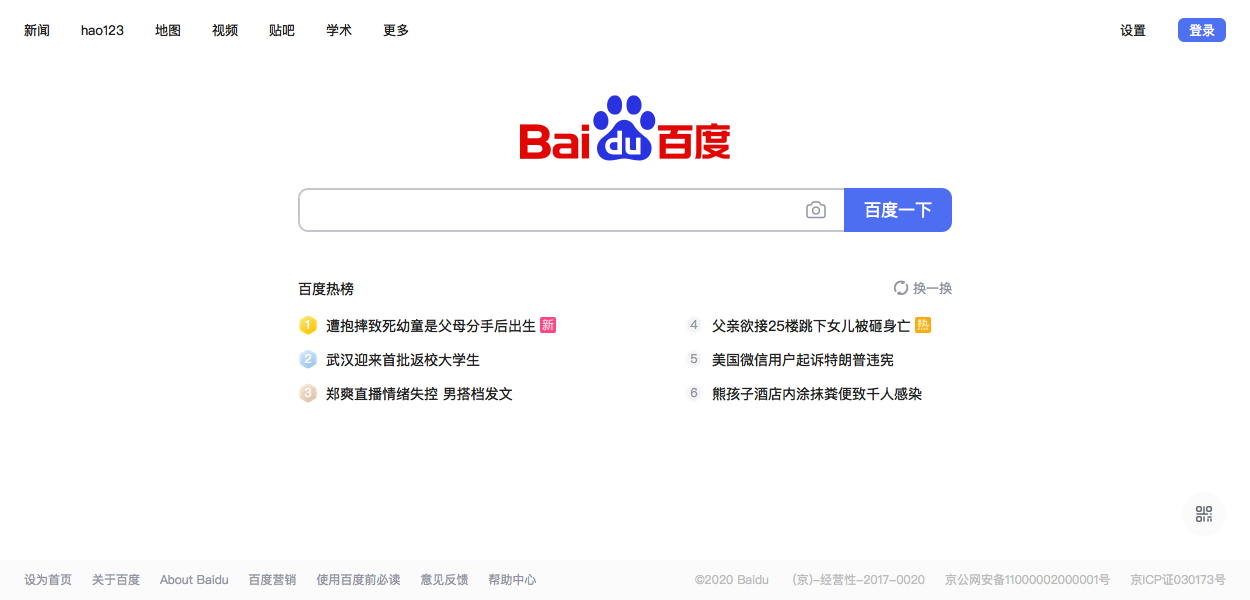 新闻 hao123 地图 视频 贴吧 学术 更多 设置 登录
Bai du 百度
百度一下
百度热榜 换一换
1 遭抱摔致死幼童是父母分手后出生 新
2 武汉迎来首批返校大学生
3 郑爽直播情绪失控 男搭档发文
4 父亲欲接25楼跳下女儿被砸身亡 热
5 美国微信用户起诉特朗普违宪
6 熊孩子酒店内涂抹粪便致千人感染
设为首页 关于百度 About Baidu 百度营销 使用百度前必读 意见反馈 帮助中心 ©2020 Baidu (京)-经营性-2017-0020 京公网安备11000002000001号 京ICP证030173号